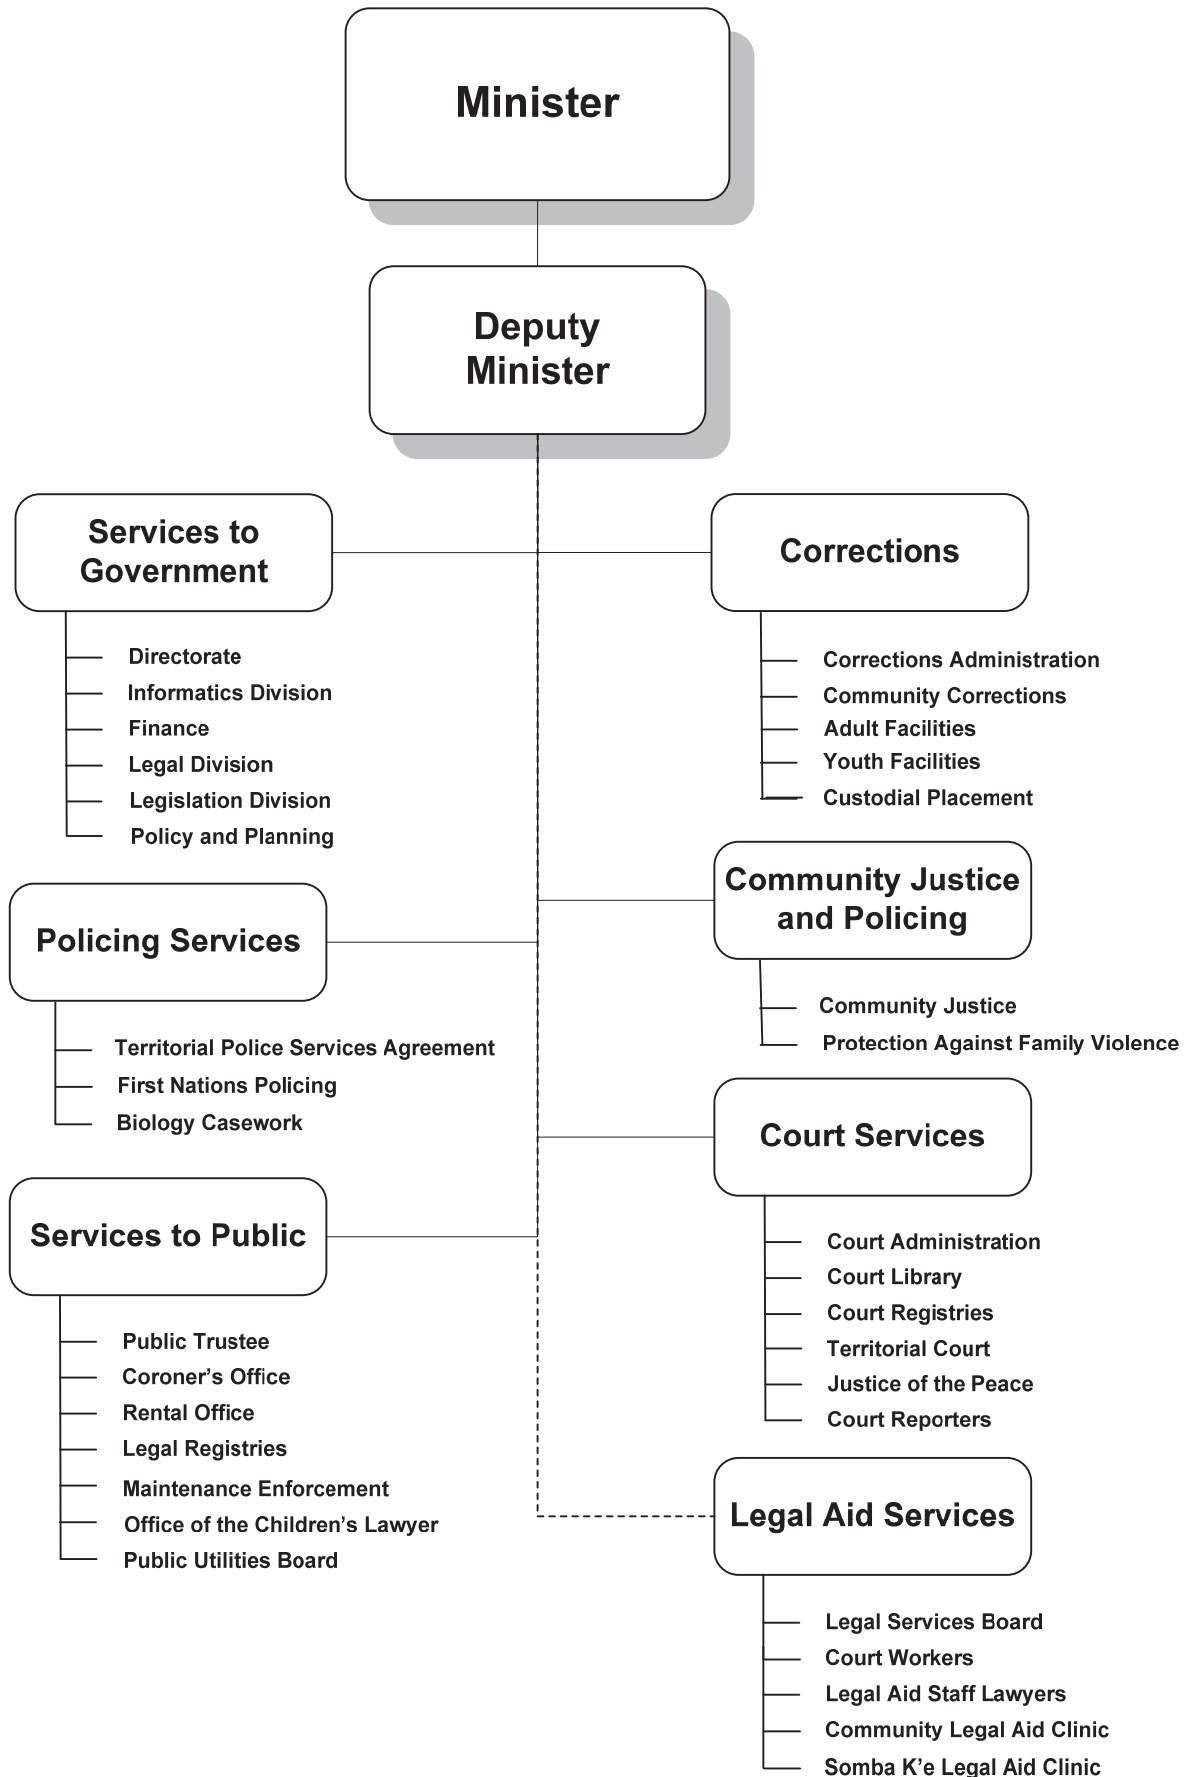 Minister
Deputy
Minister
Services to
Government
Directorate
Informatics Division
Finance
Legal Division
Legislation Division
Policy and Planning
Corrections
Corrections Administration
Community Corrections
Adult Facilities
Youth Facilities
Custodial Placement
Policing Services
Territorial Police Services Agreement
First Nations Policing
Biology Casework
Community Justice
and Policing
Community Justice
Protection Against Family Violence
Services to Public
Public Trustee
Coroner’s Office
Rental Office
Legal Registries
Maintenance Enforcement
Office of the Children’s Lawyer
Public Utilities Board
Court Services
Court Administration
Court Library
Court Registries
Territorial Court
Justice of the Peace
Court Reporters
Legal Aid Services
Legal Services Board
Court Workers
Legal Aid Staff Lawyers
Community Legal Aid Clinic
Somba K’e Legal Aid Clinic